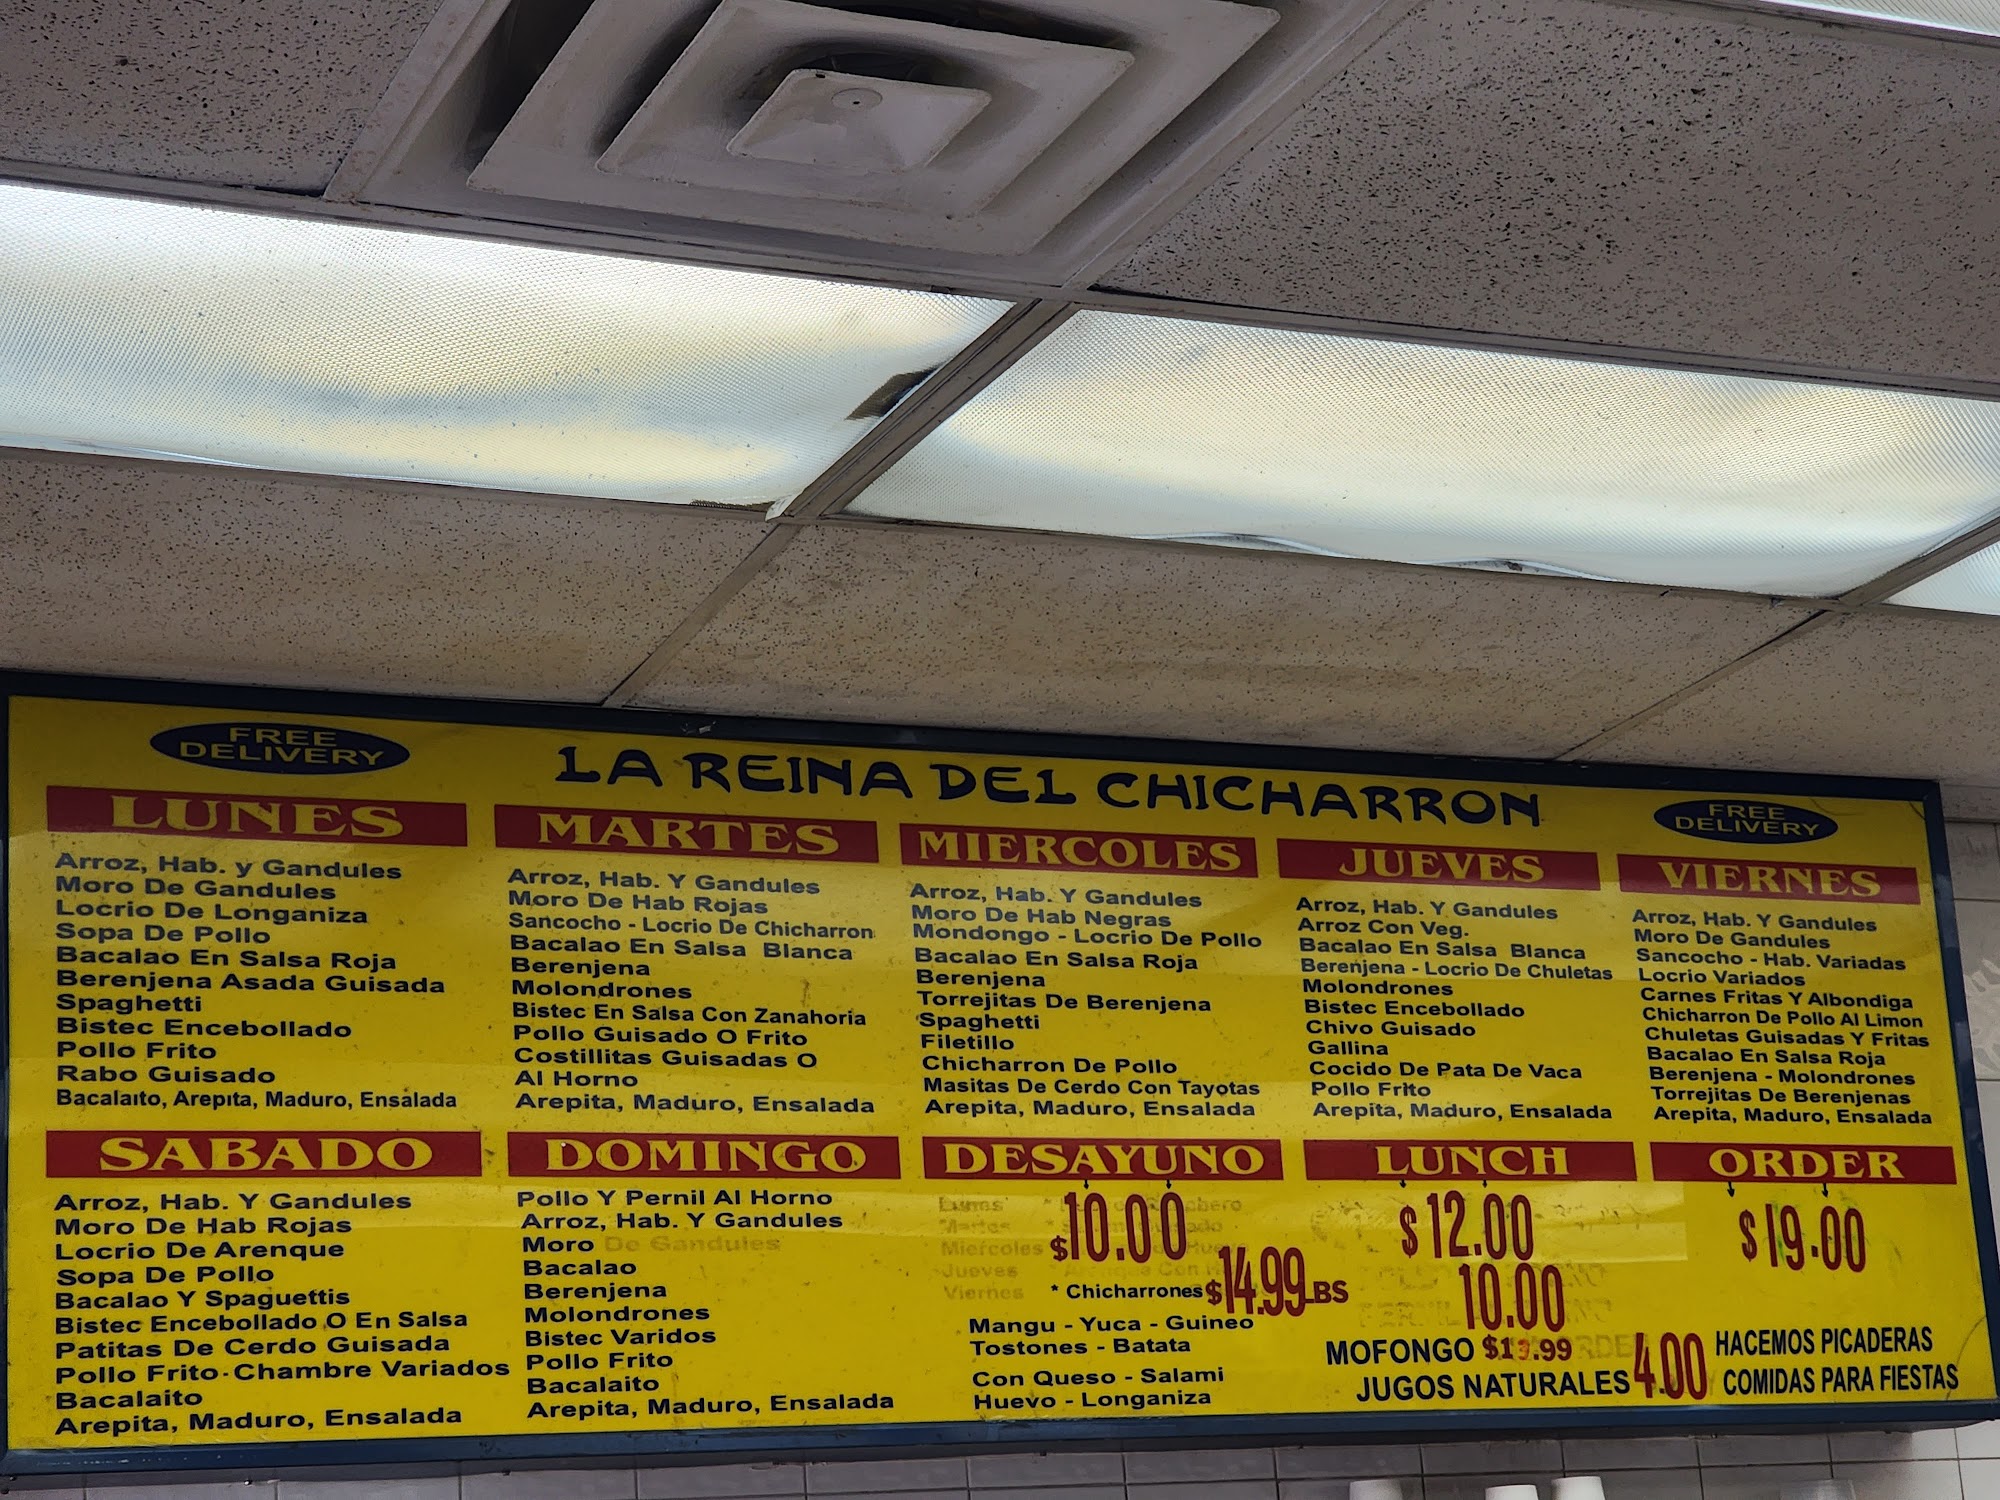 FREE
DELIVERY
LA REINA DEL CHICHARRON
FREE
DELIVERY
LUNES
Arroz, Hab. y Gandules
Moro De Gandules
Locrio De Longaniza
Sopa De Pollo
Bacalao En Salsa Roja
Berenjena Asada Guisada
Spaghetti
Bistec Encebollado
Pollo Frito
Rabo Guisado
Bacalaito, Arepita, Maduro, Ensalada
MARTES
Arroz, Hab. Y Gandules
Moro De Hab Rojas
Sancocho - Locrio De Chicharron
Bacalao En Salsa Blanca
Berenjena
Molondrones
Bistec En Salsa Con Zanahoria
Pollo Guisado O Frito
Costillitas Guisadas O
Al Horno
Arepita, Maduro, Ensalada
MIERCOLES
Arroz, Hab. Y Gandules
Moro De Hab Negras
Mondongo - Locrio De Pollo
Bacalao En Salsa Roja
Berenjena
Torrejitas De Berenjena
Spaghetti
Filetillo
Chicharron De Pollo
Masitas De Cerdo Con Tayotas
Arepita, Maduro, Ensalada
JUEVES
Arroz, Hab. Y Gandules
Arroz Con Veg.
Bacalao En Salsa Blanca
Berenjena - Locrio De Chuletas
Molondrones
Bistec Encebollado
Chivo Guisado
Gallina
Cocido De Pata De Vaca
Pollo Frito
Arepita, Maduro, Ensalada
VIERNES
Arroz, Hab. Y Gandules
Moro De Gandules
Sancocho - Hab. Variadas
Locrio Variados
Carnes Fritas Y Albondiga
Chicharron De Pollo Al Limon
Chuletas Guisadas Y Fritas
Bacalao En Salsa Roja
Berenjena - Molondrones
Torrejitas De Berenjenas
Arepita, Maduro, Ensalada
SABADO
Arroz, Hab. Y Gandules
Moro De Hab Rojas
Locrio De Arenque
Sopa De Pollo
Bacalao Y Spaguettis
Bistec Encebollado O En Salsa
Patitas De Cerdo Guisada
Pollo Frito-Chambre Variados
Bacalaito
Arepita, Maduro, Ensalada
DOMINGO
Pollo Y Pernil Al Horno
Arroz, Hab. Y Gandules
Moro De Gandules
Bacalao
Berenjena
Molondrones
Bistec Varidos
Pollo Frito
Bacalaito
Arepita, Maduro, Ensalada
DESAYUNO
Lunes
Martes
Miercoles
Jueves
Viernes
$10.00
* Chicharrones $14.99 LBS
Mangu - Yuca - Guineo
Tostones - Batata
Con Queso - Salami
Huevo - Longaniza
LUNCH
$12.00
10.00
MOFONGO $13.99
JUGOS NATURALES 4.00
ORDER
$19.00
HACEMOS PICADERAS
COMIDAS PARA FIESTAS